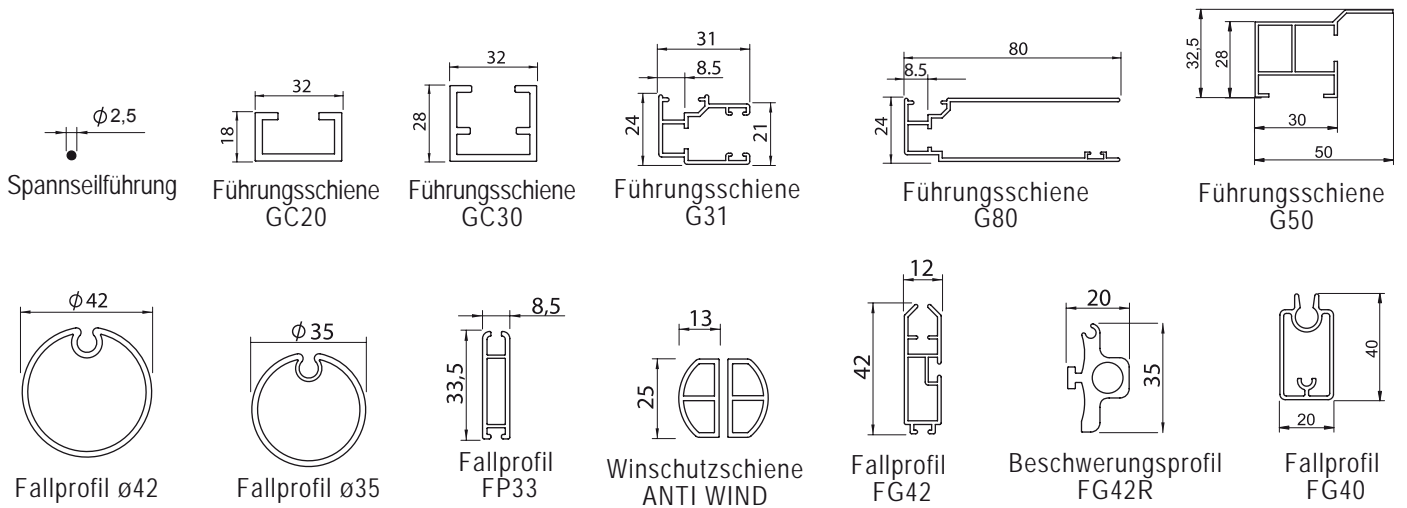 ϕ2,5
Spannseilführung
32
18
Führungsschiene
GC20
32
28
Führungsschiene
GC30
31
8.5
24
21
Führungsschiene
G31
80
8.5
24
Führungsschiene
G80
32,5
28
30
50
Führungsschiene
G50
ϕ42
Fallprofil ø42
ϕ35
Fallprofil ø35
8,5
33,5
Fallprofil
FP33
13
25
Winschutzschiene
ANTI WIND
12
42
Fallprofil
FG42
20
35
Beschwerungsprofil
FG42R
40
20
Fallprofil
FG40